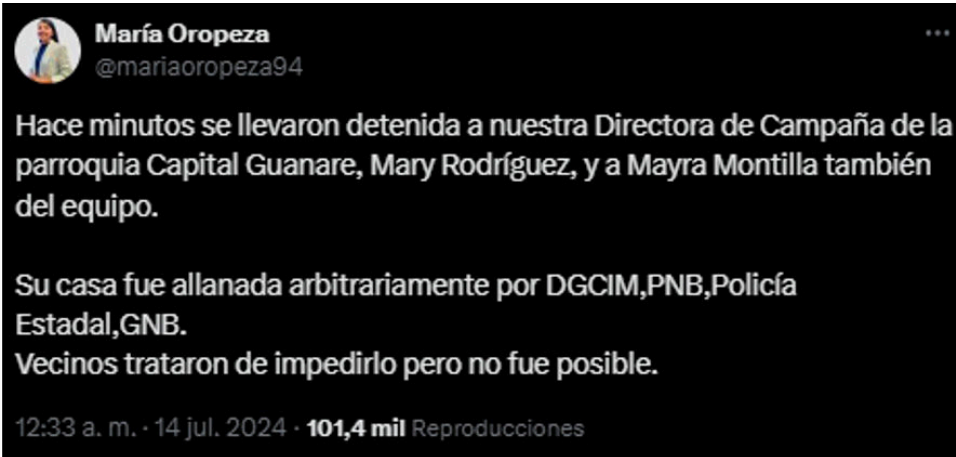 María Oropeza
@mariaoropeza94
Hace minutos se llevaron detenida a nuestra Directora de Campaña de la
parroquia Capital Guanare, Mary Rodríguez, y a Mayra Montilla también
del equipo.
Su casa fue allanada arbitrariamente por DGCIM,PNB,Policía
Estadal,GNB.
Vecinos trataron de impedirlo pero no fue posible.
12:33 a. m. · 14 jul. 2024 · 101,4 mil Reproducciones